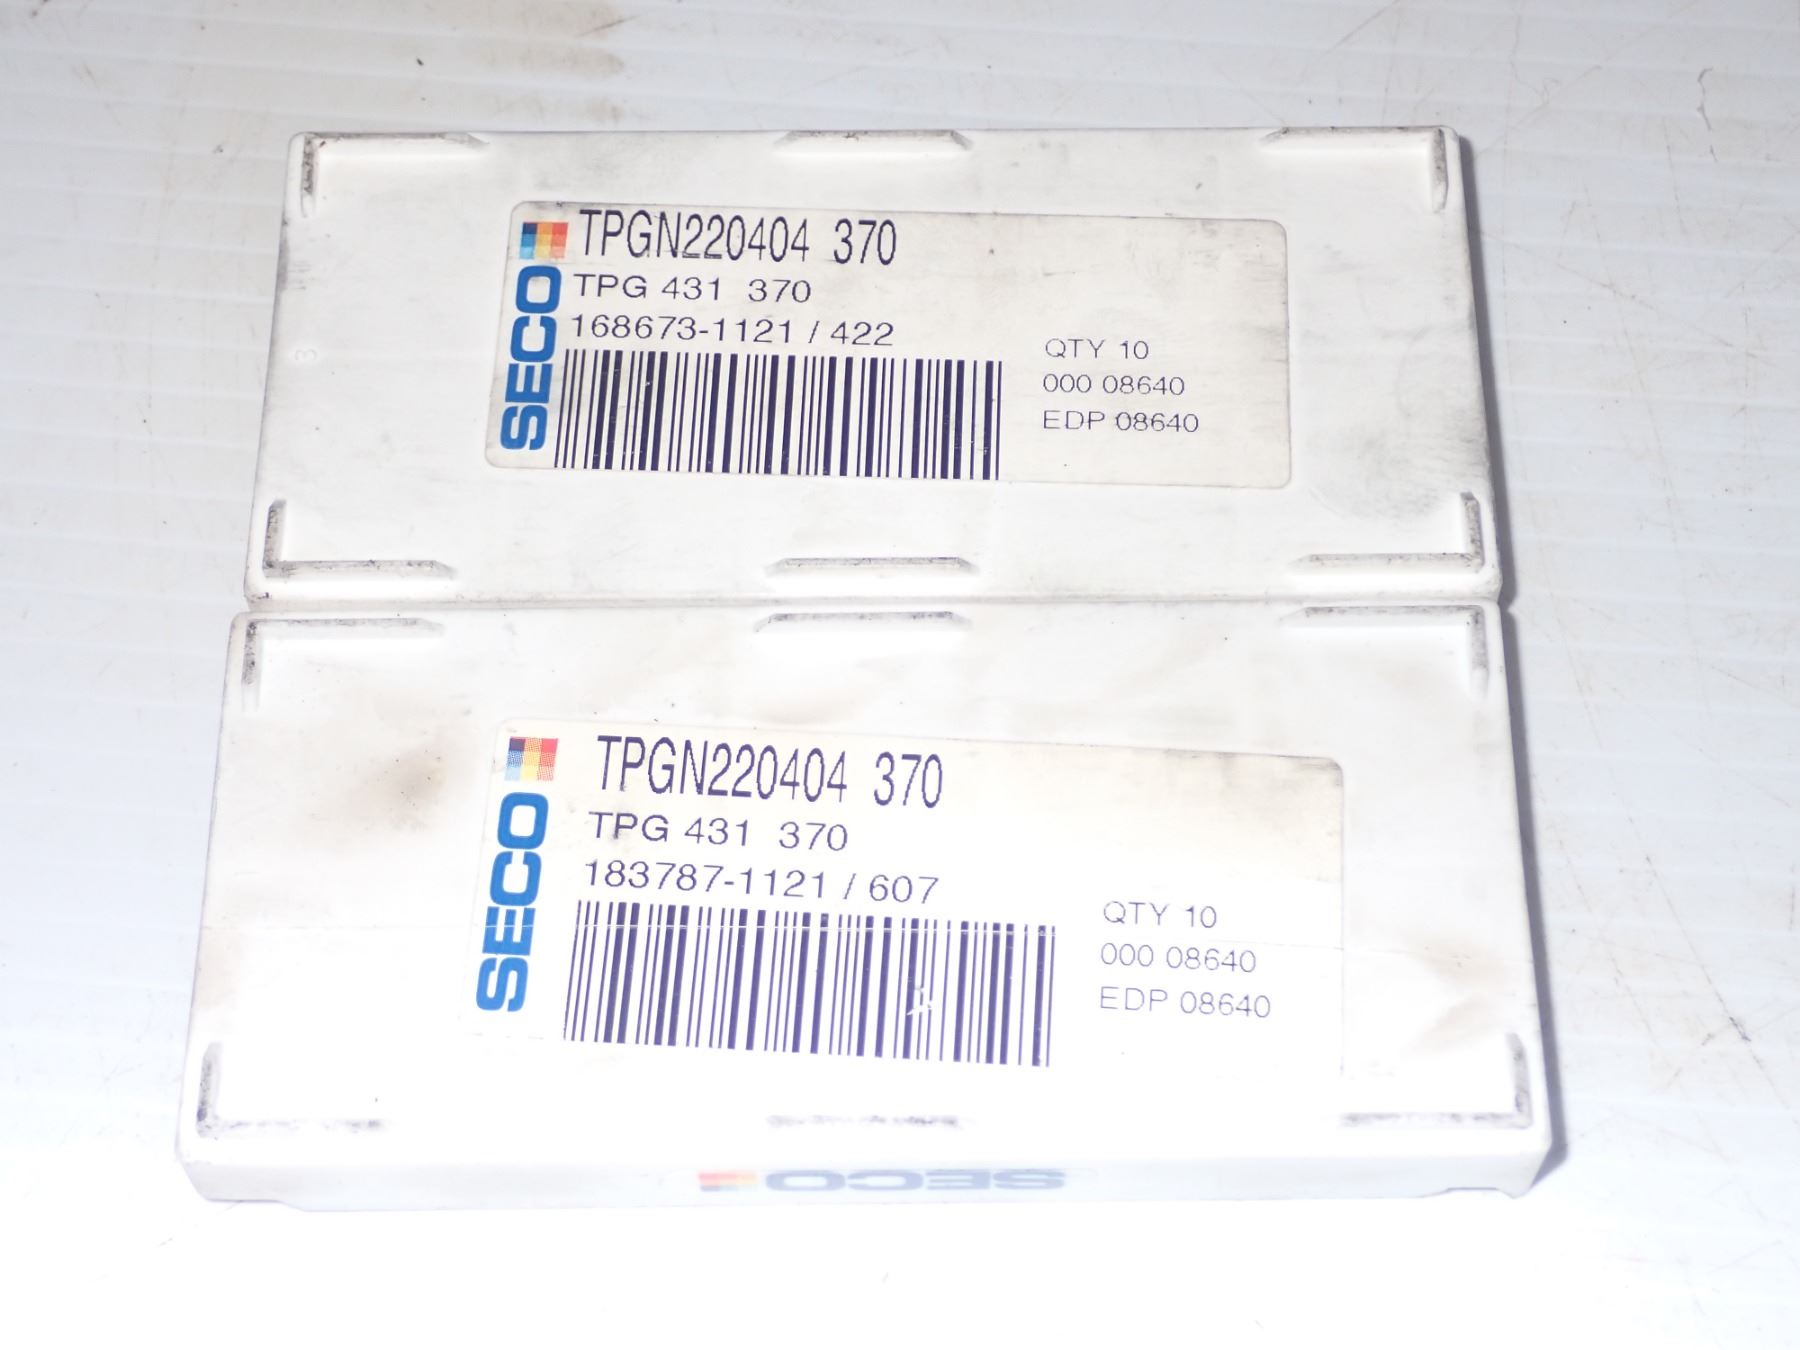 SECO
TPGN220404 370
TPG 431 370
168673-1121 / 422
QTY 10
000 08640
EDP 08640
3
SECO
TPGN220404 370
TPG 431 370
183787-1121 / 607
QTY 10
000 08640
EDP 08640
SECO